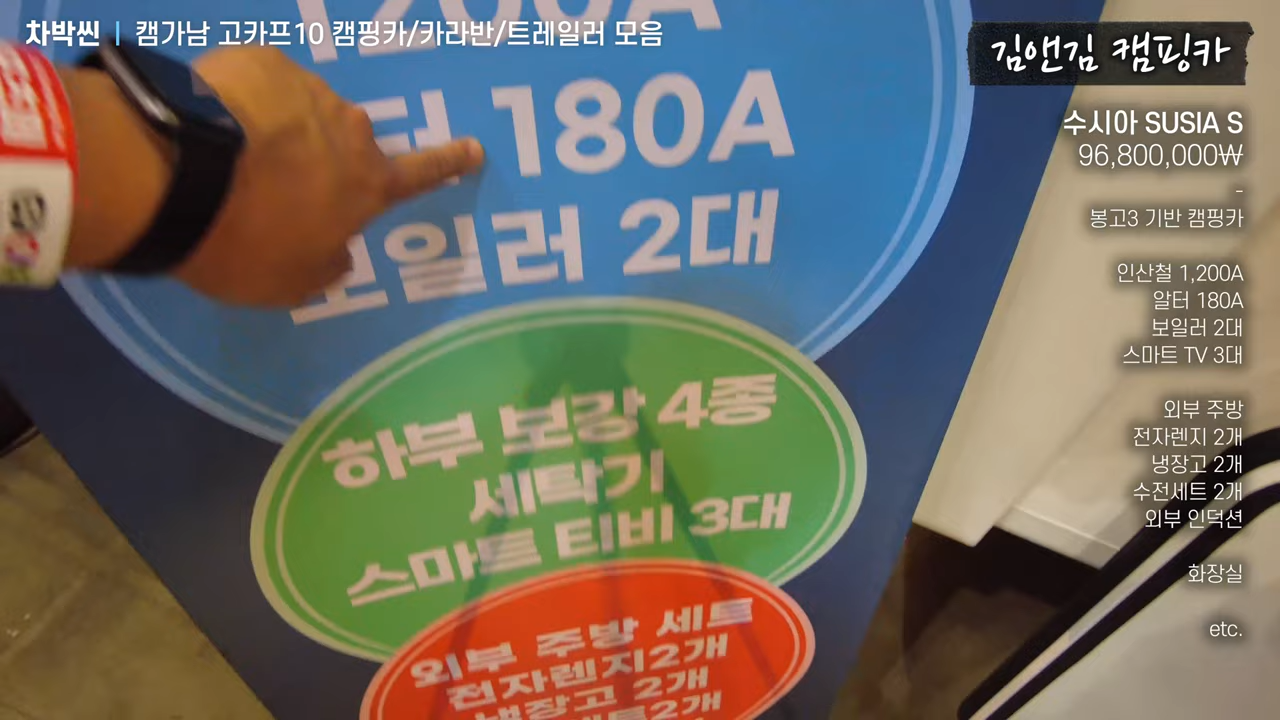 차박씬 | 캠가남 고카프10 캠핑카/카라반/트레일러 모음
김앤김 캠핑카
수시아 SUSIA S
96,800,000₩
-
봉고3 기반 캠핑카
인산철 1,200A
알터 180A
보일러 2대
스마트 TV 3대
외부 주방
전자렌지 2개
냉장고 2개
수전세트 2개
외부 인덕션
화장실
etc.
1200A
터 180A
보일러 2대
하부 보강 4종
세탁기
스마트 티비 3대
외부 주방 세트
전자렌지2개
냉장고 2개
세트2개